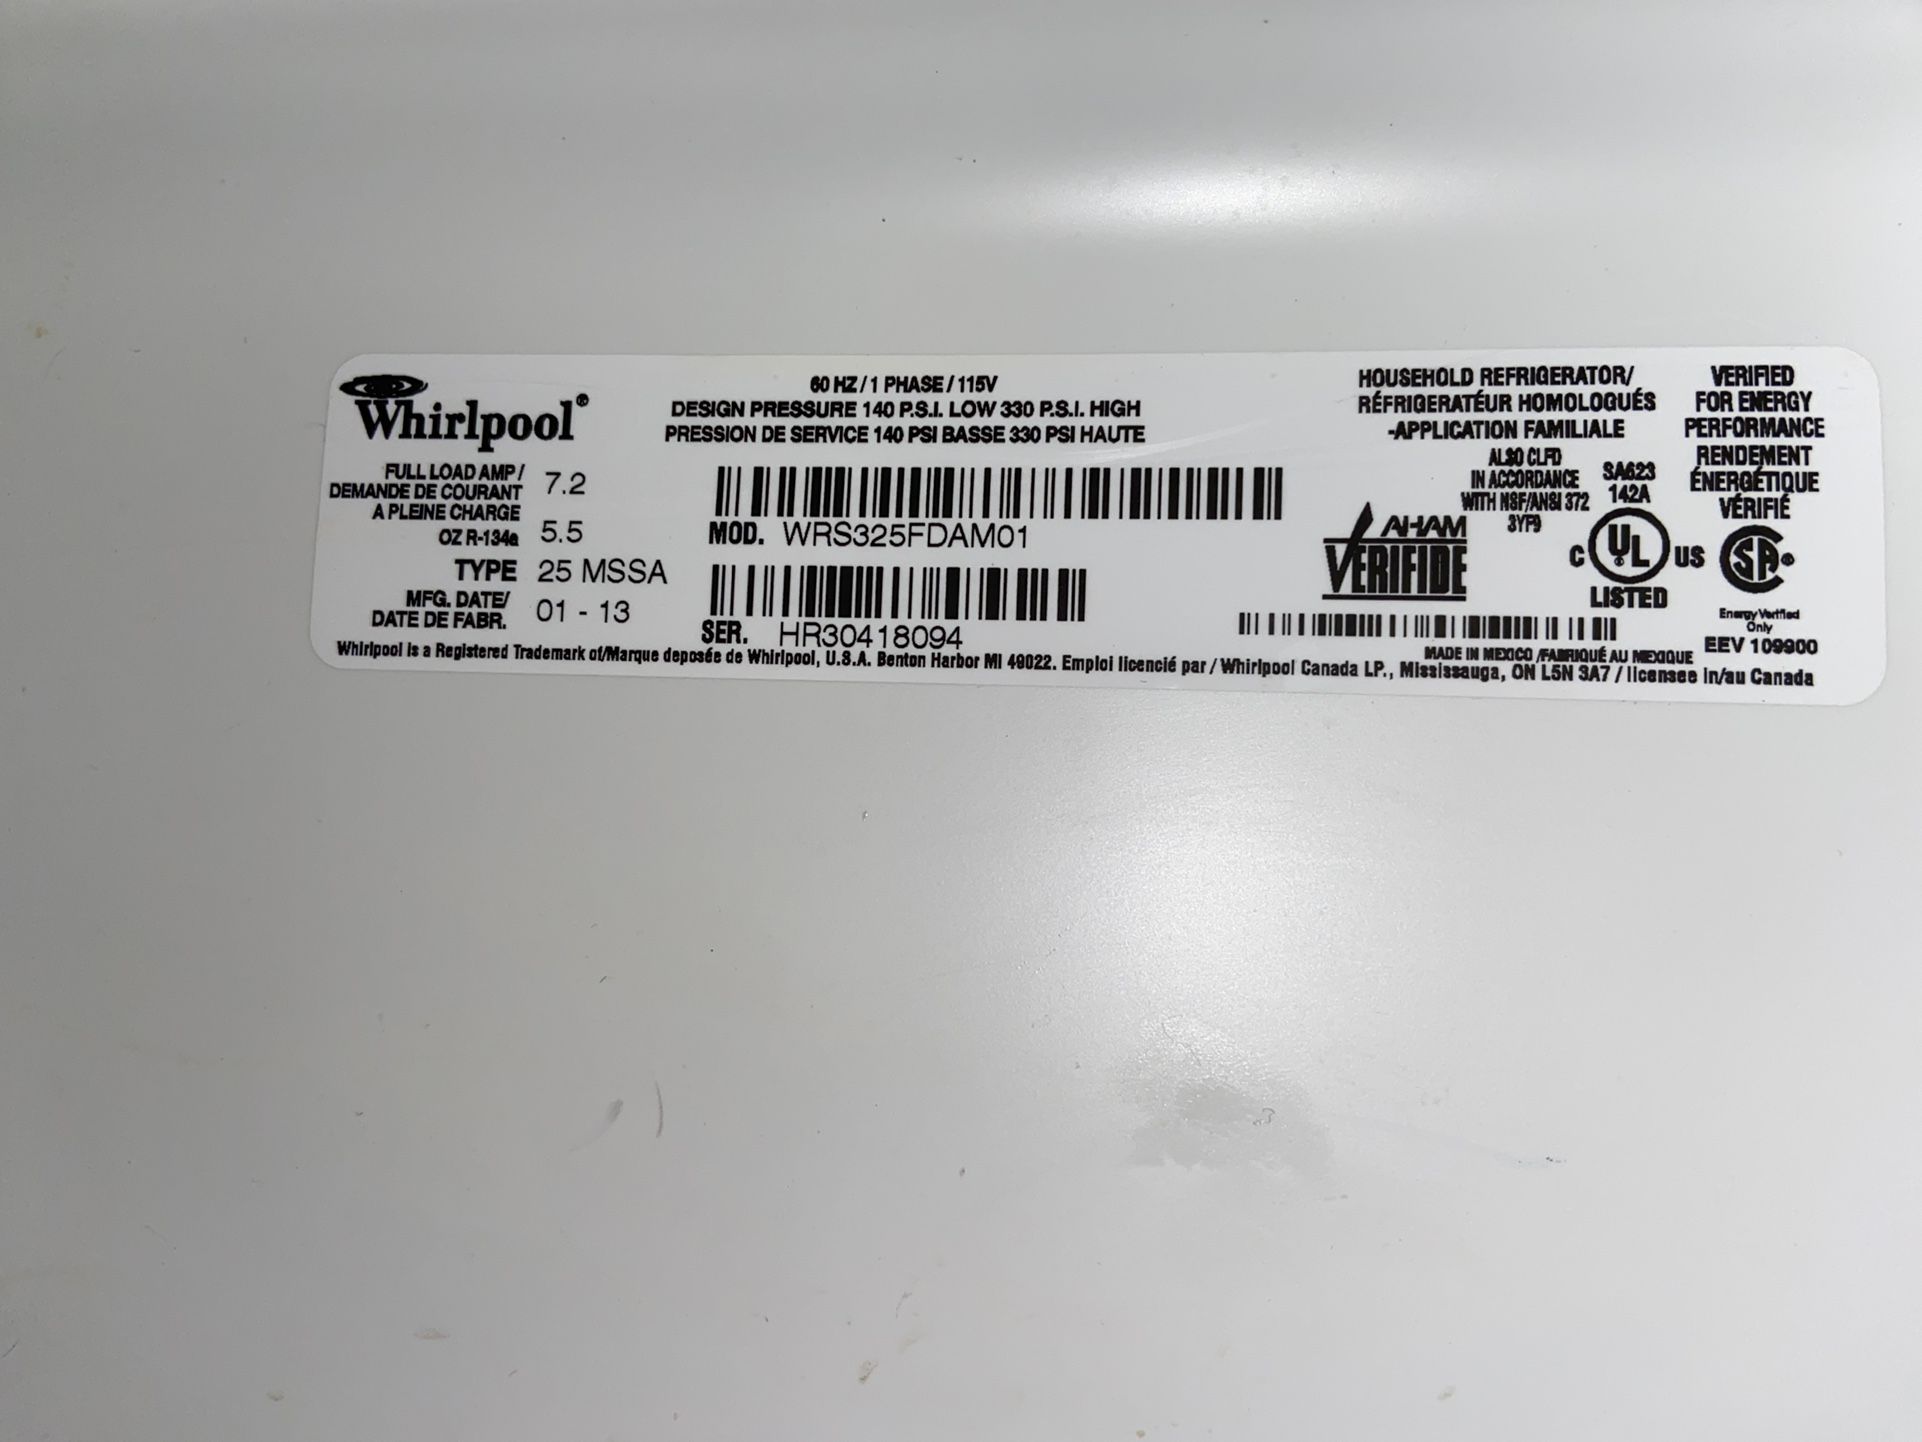 Whirlpool®
60 HZ / 1 PHASE / 115V
DESIGN PRESSURE 140 P.S.I. LOW 330 P.S.I. HIGH
PRESSION DE SERVICE 140 PSI BASSE 330 PSI HAUTE
FULL LOAD AMP / 7.2
DEMANDE DE COURANT
A PLEINE CHARGE
OZ R-134a 5.5
TYPE 25 MSSA
MFG. DATE/ 01 - 13
DATE DE FABR.
MOD. WRS325FDAM01
SER. HR30418094
HOUSEHOLD REFRIGERATOR/
RÉFRIGERATÉUR HOMOLOGUÉS
-APPLICATION FAMILIALE
ALSO CLFD
IN ACCORDANCE
WITH NSF/ANSI 372
3YF9
SA623
142A
AHAM
VERIFIDE
C UL US
LISTED
VERIFIED
FOR ENERGY
PERFORMANCE
RENDEMENT
ÉNERGÉTIQUE
VÉRIFIÉ
SA®
Energy Verified
Only
EEV 109900
MADE IN MEXICO /FABRIQUÉ AU MEXIQUE
Whirlpool is a Registered Trademark of/Marque deposée de Whirlpool, U.S.A. Benton Harbor MI 49022. Emploi licencié par / Whirlpool Canada LP., Mississauga, ON L5N 3A7 / licensee in/au Canada